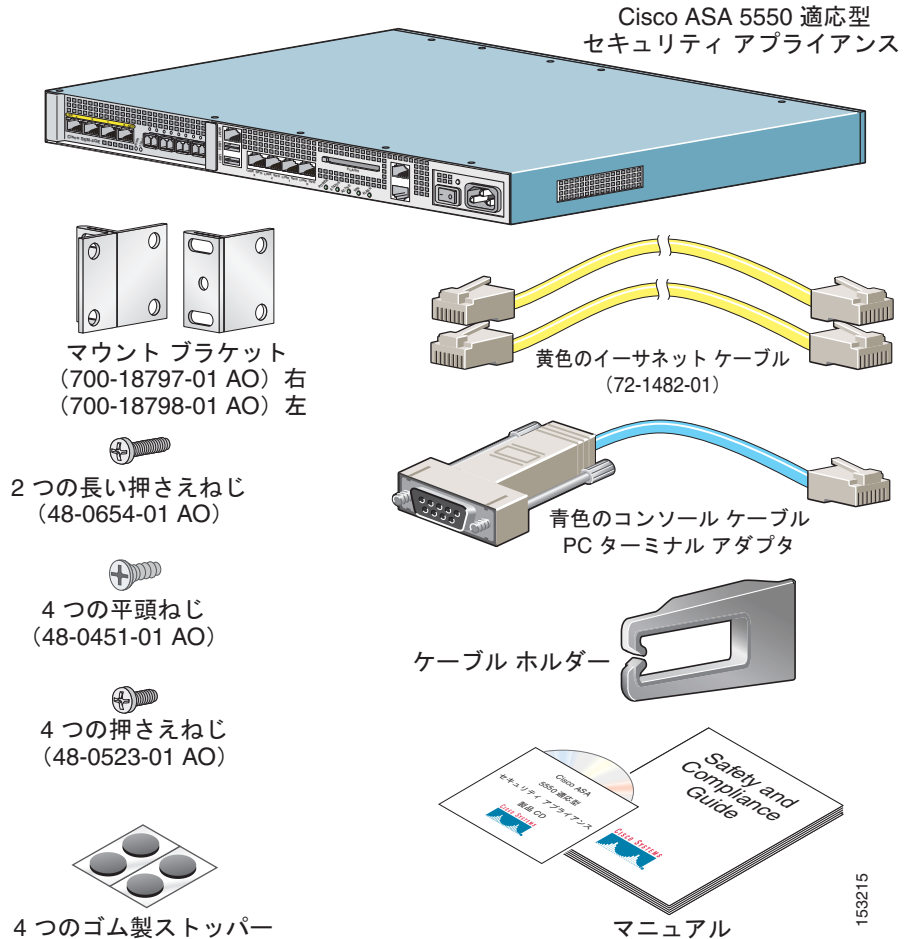 Cisco ASA 5550 適応型
セキュリティ アプライアンス
マウント ブラケット
（700-18797-01 AO）右
（700-18798-01 AO）左
黄色のイーサネット ケーブル
（72-1482-01）
2 つの長い押さえねじ
（48-0654-01 AO）
青色のコンソール ケーブル
PC ターミナル アダプタ
4 つの平頭ねじ
（48-0451-01 AO）
ケーブル ホルダー
4 つの押さえねじ
（48-0523-01 AO）
Cisco ASA
5550 適応型
セキュリティ アプライアンス
製品 CD
CISCO SYSTEMS
Safety and
Compliance
Guide
CISCO SYSTEMS
4 つのゴム製ストッパー
マニュアル
153215